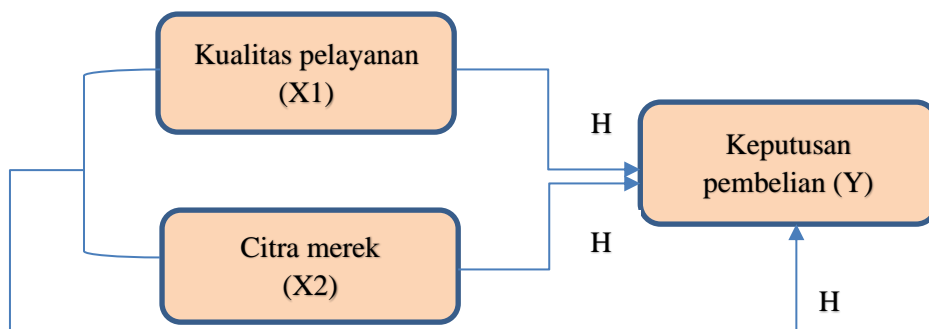 Kualitas pelayanan
(X1)
H
Keputusan
pembelian (Y)
Citra merek
(X2)
H
H